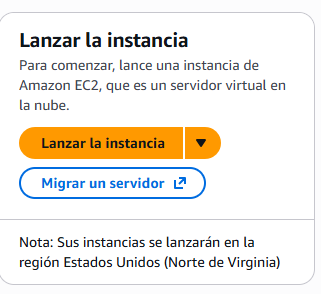 Lanzar la instancia
Para comenzar, lance una instancia de
Amazon EC2, que es un servidor virtual en
la nube.
Lanzar la instancia
Migrar un servidor
Nota: Sus instancias se lanzarán en la
región Estados Unidos (Norte de Virginia)